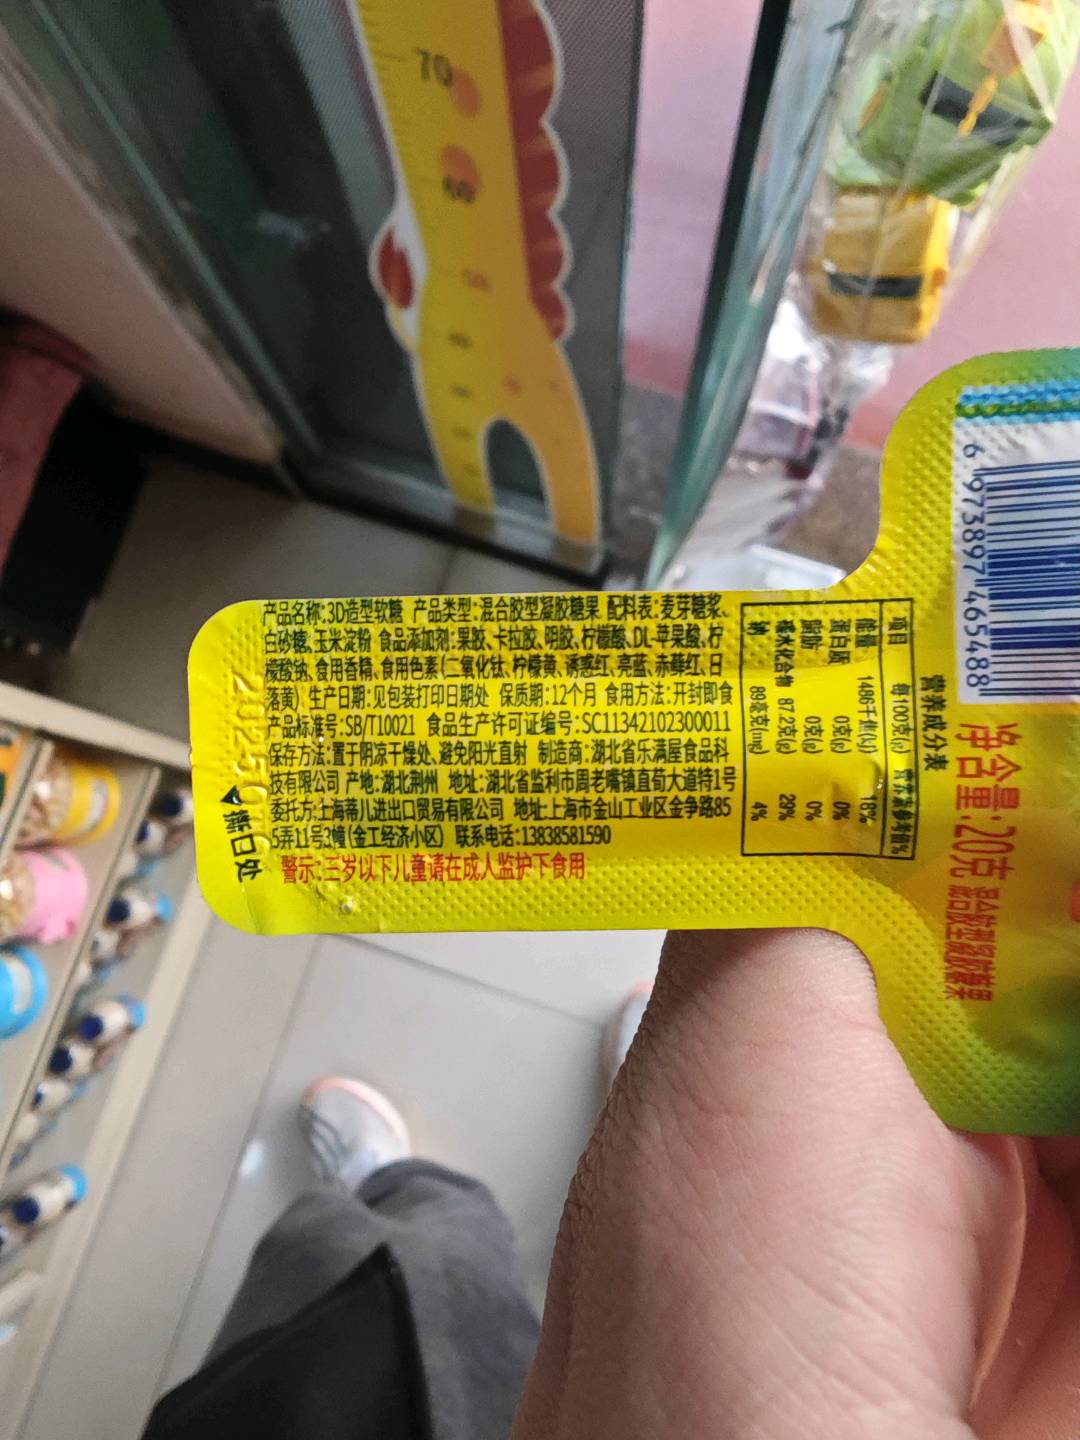 产品名称:3D造型软糖 产品类型:混合胶型凝胶糖果 配料表:麦芽糖浆、
白砂糖、玉米淀粉 食品添加剂:果胶、卡拉胶、明胶、柠檬酸、DL-苹果酸、柠
檬酸钠、食用香精、食用色素(二氧化钛、柠檬黄、诱惑红、亮蓝、赤藓红、日
落黄) 生产日期:见包装打印日期处 保质期:12个月 食用方法:开封即食
产品标准号:SB/T10021 食品生产许可证编号:SC11342102300011
保存方法:置于阴凉干燥处、避免阳光直射 制造商:湖北省乐满屋食品科
技有限公司 产地:湖北荆州 地址:湖北省监利市周老嘴镇直荀大道特1号
委托方:上海蒂儿进出口贸易有限公司 地址:上海市金山工业区金争路85
5弄11号3幢(金工经济小区) 联系电话:13838581590
警示:三岁以下儿童请在成人监护下食用
撕口处
营养成分表
项目 每100克(g) 营养素参考值%
能量 1486千焦(kJ) 18%
蛋白质 0克(g) 0%
脂肪 0克(g) 0%
碳水化合物 87.2克(g) 29%
钠 89毫克(mg) 4%
净含量:20克
混合胶型凝胶糖果
6 973897 465488
70
60
50